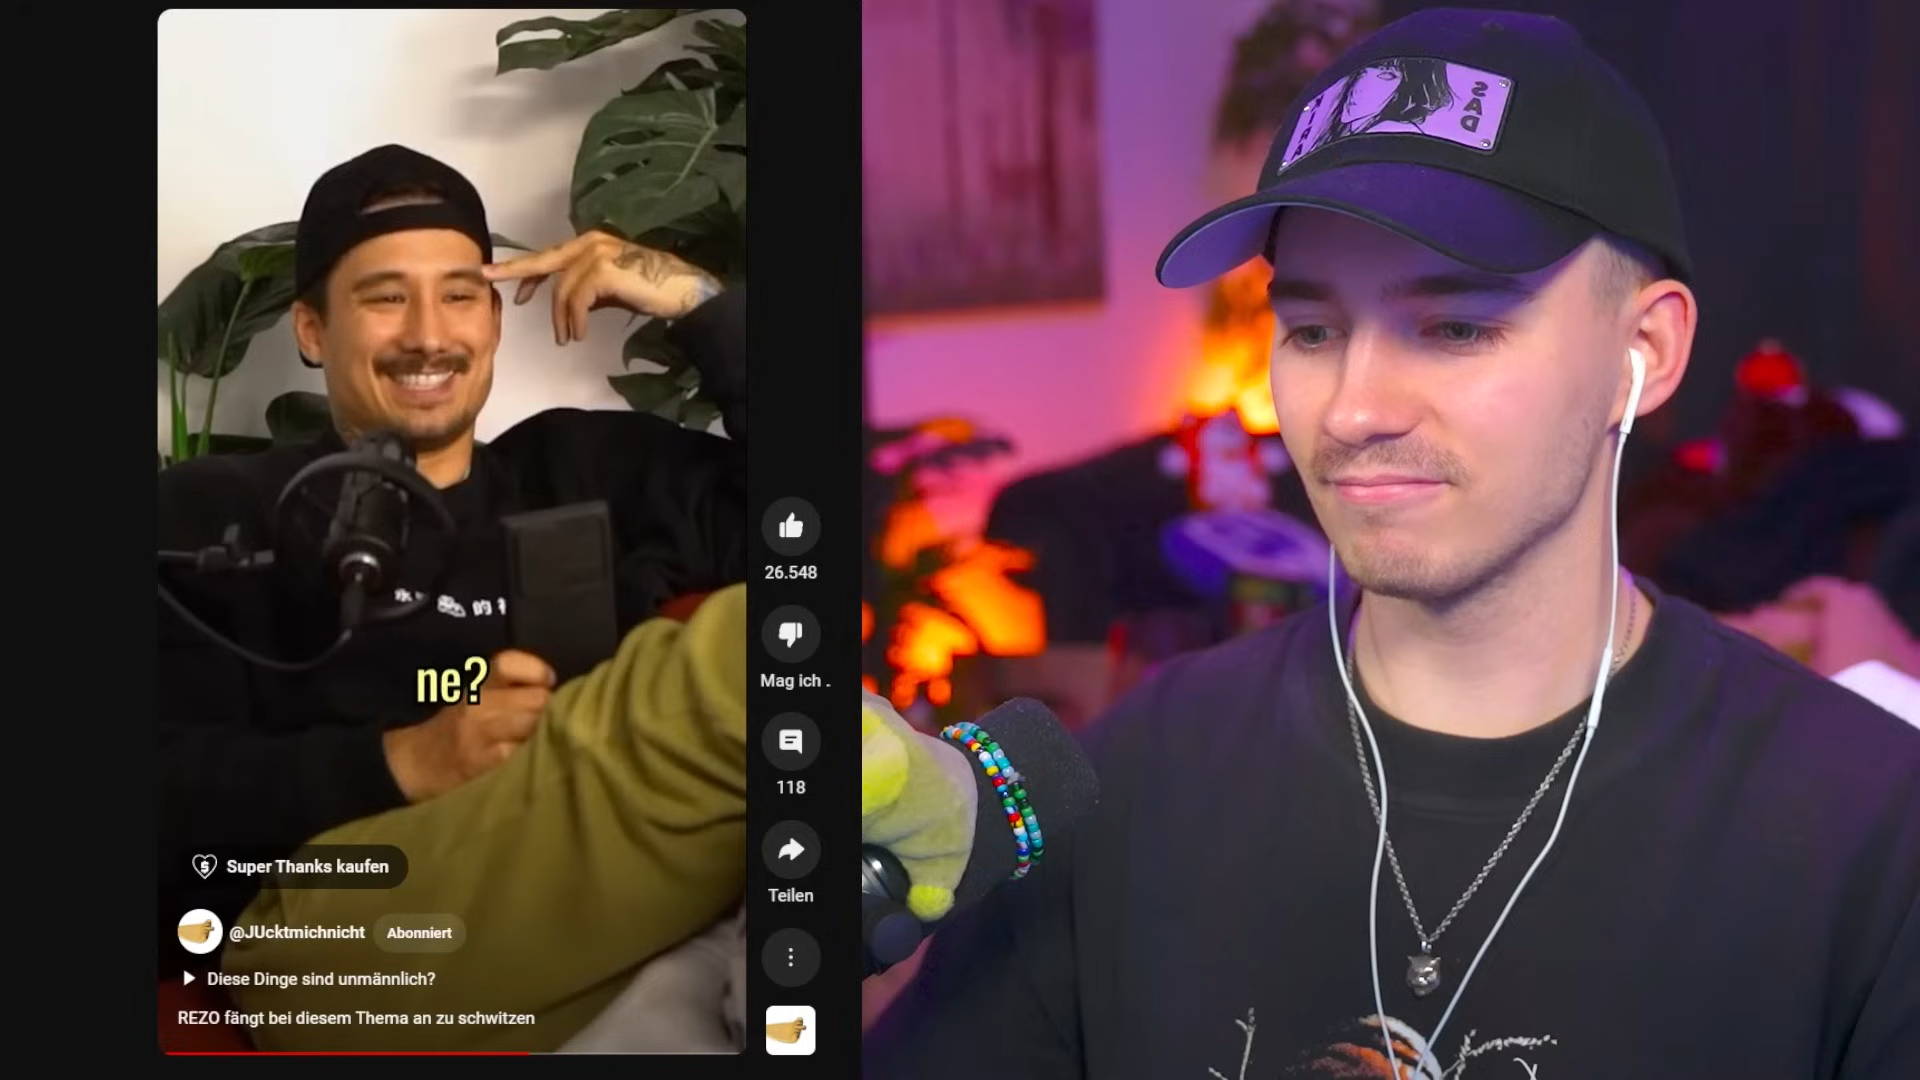 ne?
26.548
Mag ich .
118
Super Thanks kaufen
Teilen
@JUcktmichnicht Abonniert
Diese Dinge sind unmännlich?
REZO fängt bei diesem Thema an zu schwitzen
SAD